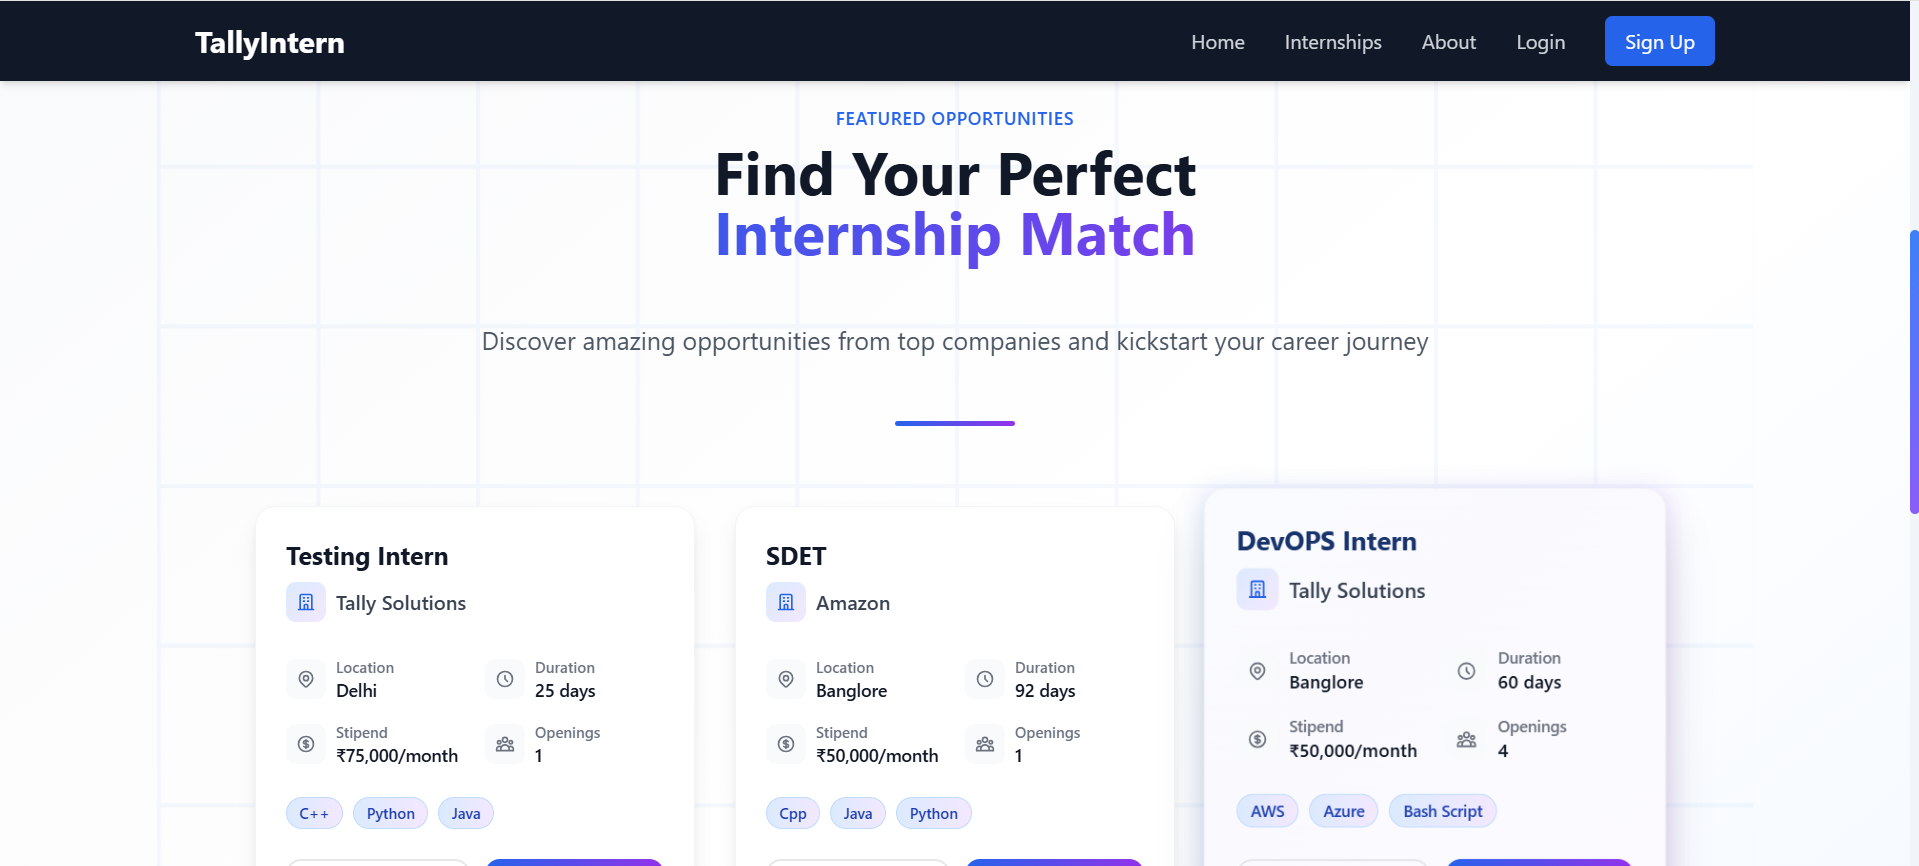 TallyIntern
Home Internships About Login Sign Up
FEATURED OPPORTUNITIES
Find Your Perfect
Internship Match
Discover amazing opportunities from top companies and kickstart your career journey
Testing Intern
Tally Solutions
Location
Delhi
Duration
25 days
Stipend
₹75,000/month
Openings
1
C++ Python Java
SDET
Amazon
Location
Banglore
Duration
92 days
Stipend
₹50,000/month
Openings
1
Cpp Java Python
DevOPS Intern
Tally Solutions
Location
Banglore
Duration
60 days
Stipend
₹50,000/month
Openings
4
AWS Azure Bash Script